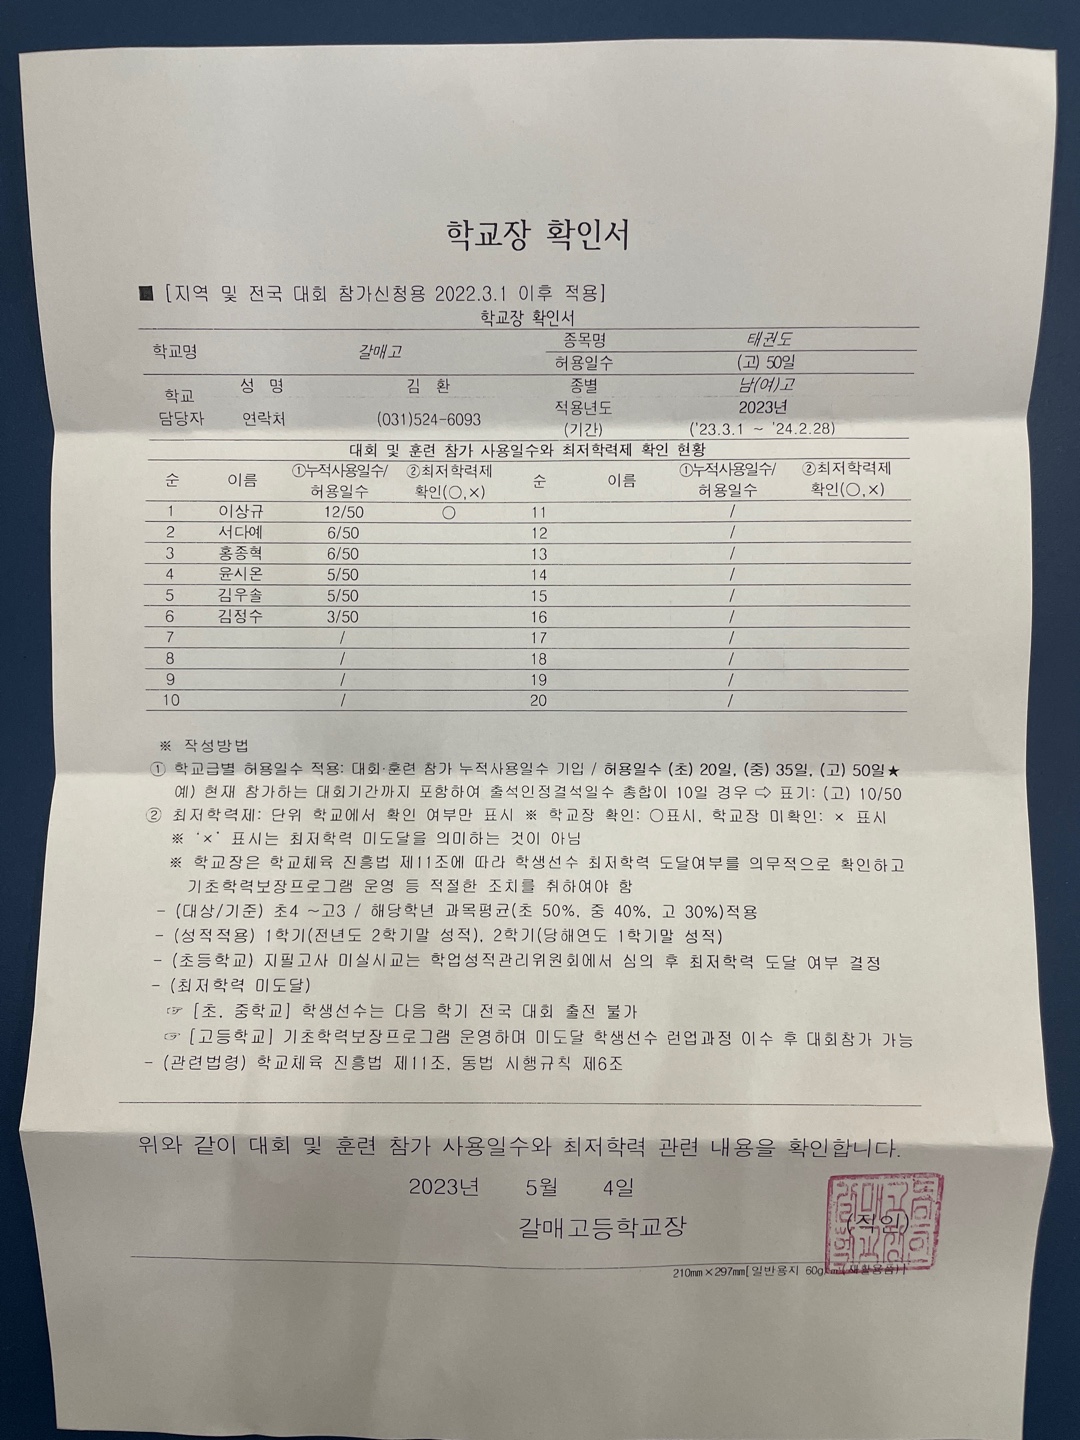 학교장 확인서
■ [지역 및 전국 대회 참가신청용 2022.3.1 이후 적용]
학교장 확인서
학교명 갈매고 종목명 태권도
허용일수 (고) 50일
학교 담당자 성 명 김 환 종별 남(여)고
연락처 (031)524-6093 적용년도 (기간) 2023년 ('23.3.1 ~ '24.2.28)
대회 및 훈련 참가 사용일수와 최저학력제 확인 현황
순 이름 ①누적사용일수/허용일수 ②최저학력제 확인(○,×) 순 이름 ①누적사용일수/허용일수 ②최저학력제 확인(○,×)
1 이상규 12/50 ○ 11 /
2 서다예 6/50 12 /
3 홍종혁 6/50 13 /
4 윤시온 5/50 14 /
5 김우솔 5/50 15 /
6 김정수 3/50 16 /
7 / 17 /
8 / 18 /
9 / 19 /
10 / 20 /
※ 작성방법
① 학교급별 허용일수 적용: 대회·훈련 참가 누적사용일수 기입 / 허용일수 (초) 20일, (중) 35일, (고) 50일★
예) 현재 참가하는 대회기간까지 포함하여 출석인정결석일수 총합이 10일 경우 ⇨ 표기: (고) 10/50
② 최저학력제: 단위 학교에서 확인 여부만 표시 ※ 학교장 확인: ○표시, 학교장 미확인: × 표시
※ '×' 표시는 최저학력 미도달을 의미하는 것이 아님
※ 학교장은 학교체육 진흥법 제11조에 따라 학생선수 최저학력 도달여부를 의무적으로 확인하고
기초학력보장프로그램 운영 등 적절한 조치를 취하여야 함
- (대상/기준) 초4 ~고3 / 해당학년 과목평균(초 50%, 중 40%, 고 30%)적용
- (성적적용) 1학기(전년도 2학기말 성적), 2학기(당해연도 1학기말 성적)
- (초등학교) 지필고사 미실시교는 학업성적관리위원회에서 심의 후 최저학력 도달 여부 결정
- (최저학력 미도달)
☞ [초, 중학교] 학생선수는 다음 학기 전국 대회 출전 불가
☞ [고등학교] 기초학력보장프로그램 운영하며 미도달 학생선수 런업과정 이수 후 대회참가 가능
- (관련법령) 학교체육 진흥법 제11조, 동법 시행규칙 제6조
위와 같이 대회 및 훈련 참가 사용일수와 최저학력 관련 내용을 확인합니다.
2023년 5월 4일
갈매고등학교장 (직인)
210mm×297mm[일반용지 60g/㎡(재활용품)]